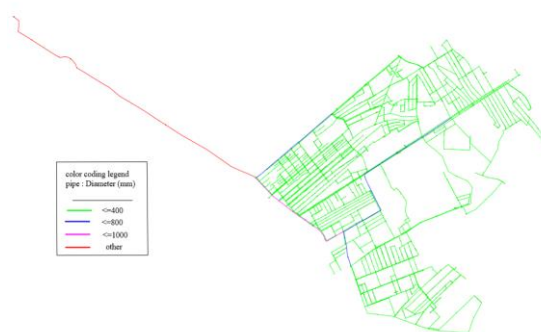 color coding legend
pipe : Diameter (mm)
<=400
<=800
<=1000
other